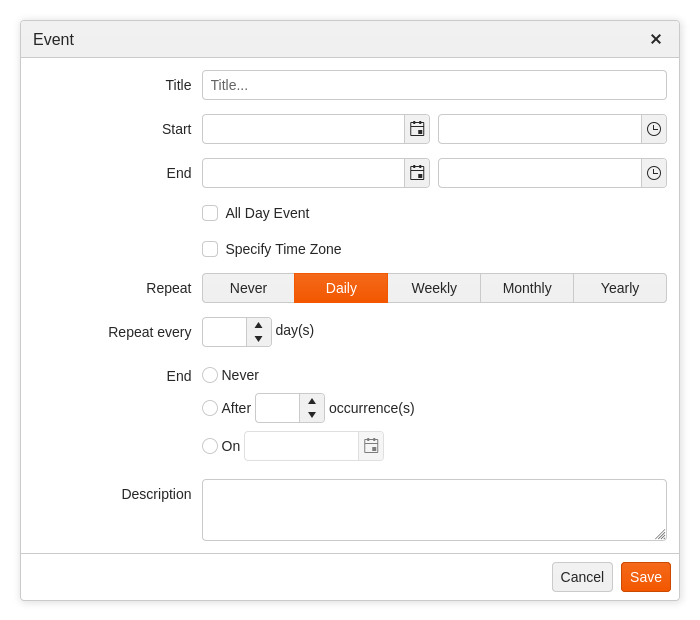 Event ✕
Title Title...
Start
End
All Day Event
Specify Time Zone
Repeat Never Daily Weekly Monthly Yearly
Repeat every day(s)
End Never
After occurrence(s)
On
Description
Cancel Save